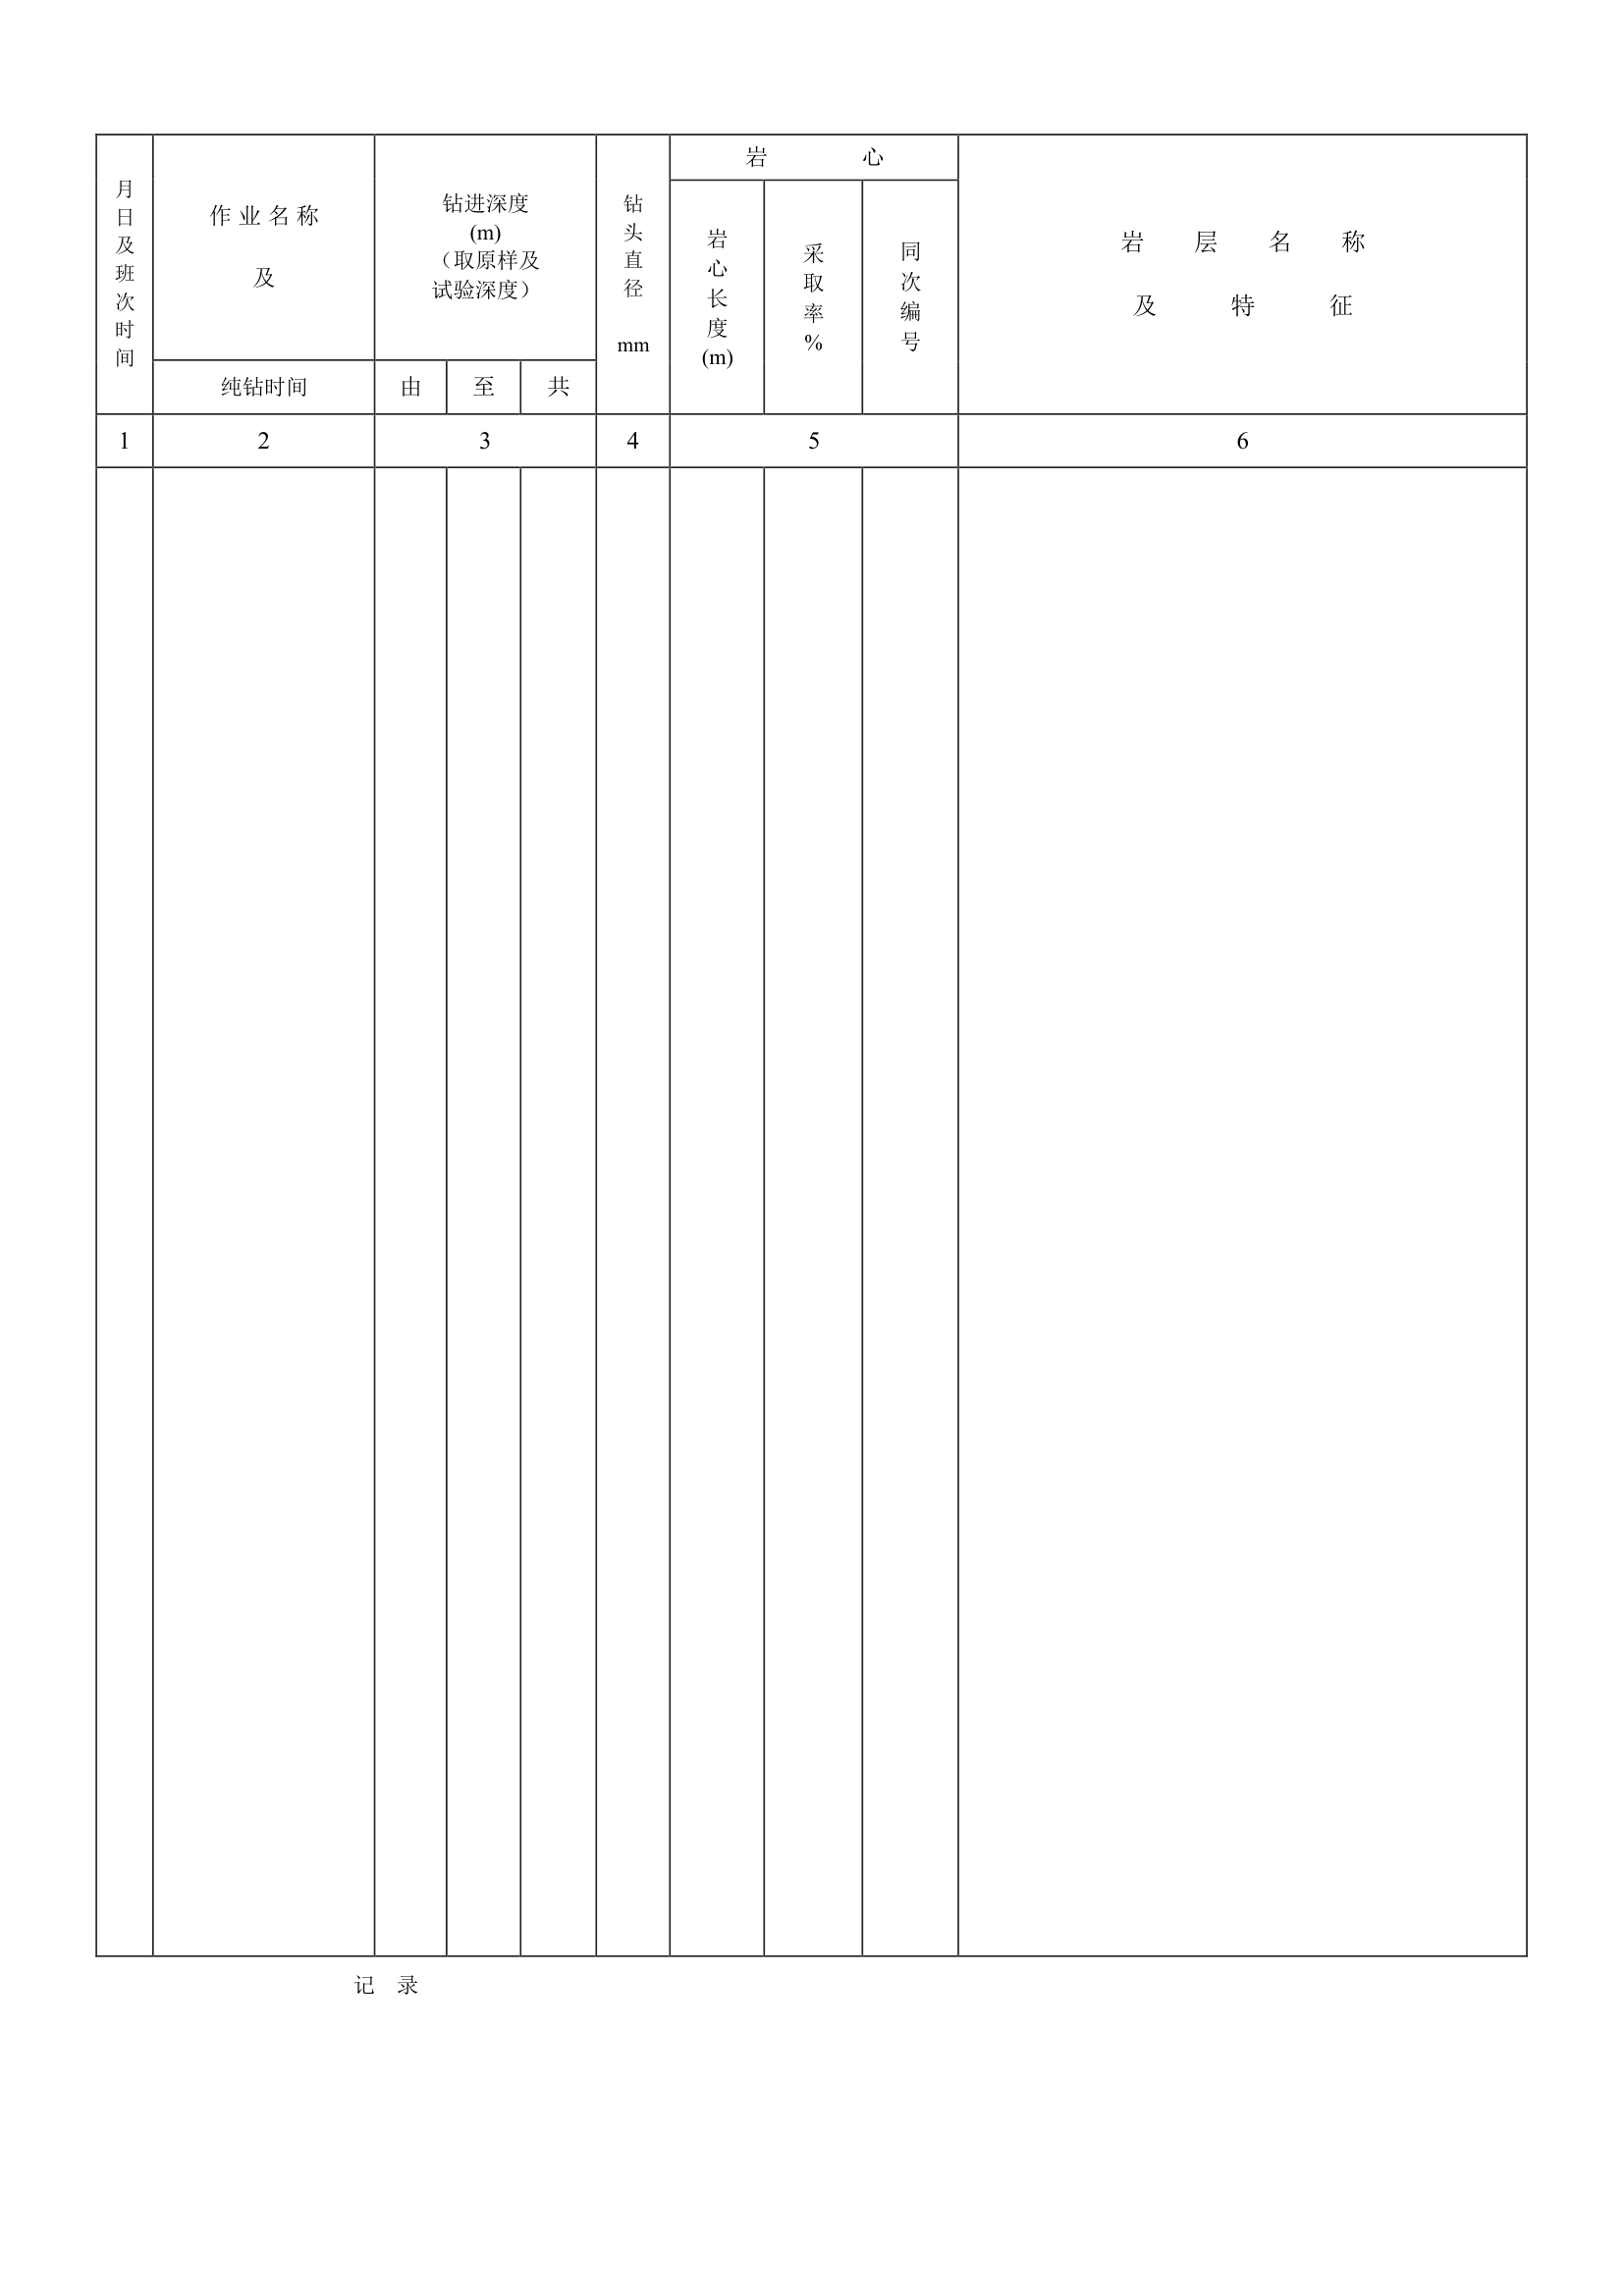 月
日
及
班
次
时
间
作 业 名 称
及
纯钻时间
钻进深度
(m)
（取原样及
试验深度）
由
至
共
钻
头
直
径
mm
岩 心
岩
心
长
度
(m)
采
取
率
%
同
次
编
号
岩 层 名 称
及 特 征
1 2 3 4 5 6
记 录